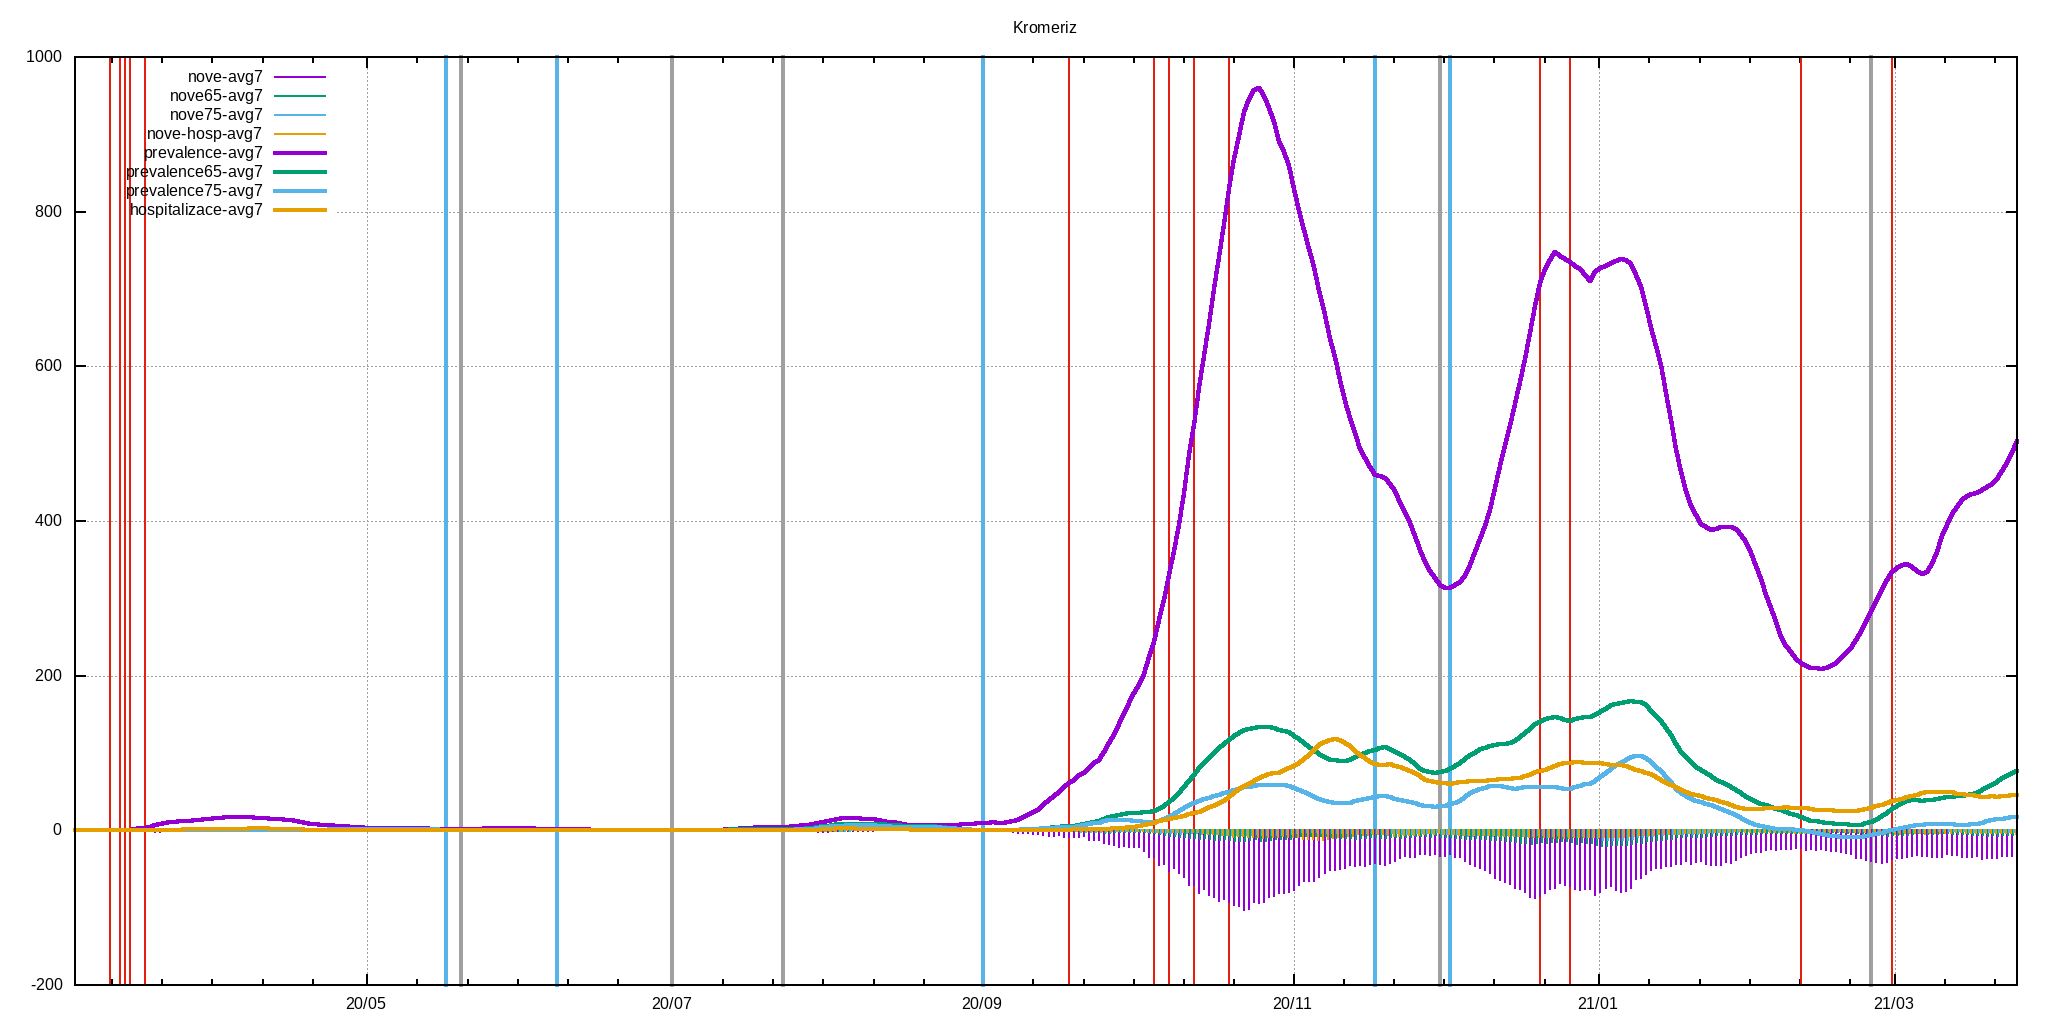 Kromeriz
1000
nove-avg7
nove65-avg7
nove75-avg7
nove-hosp-avg7
prevalence-avg7
prevalence65-avg7
prevalence75-avg7
hospitalizace-avg7
800
600
400
200
0
-200
20/05 20/07 20/09 20/11 21/01 21/03